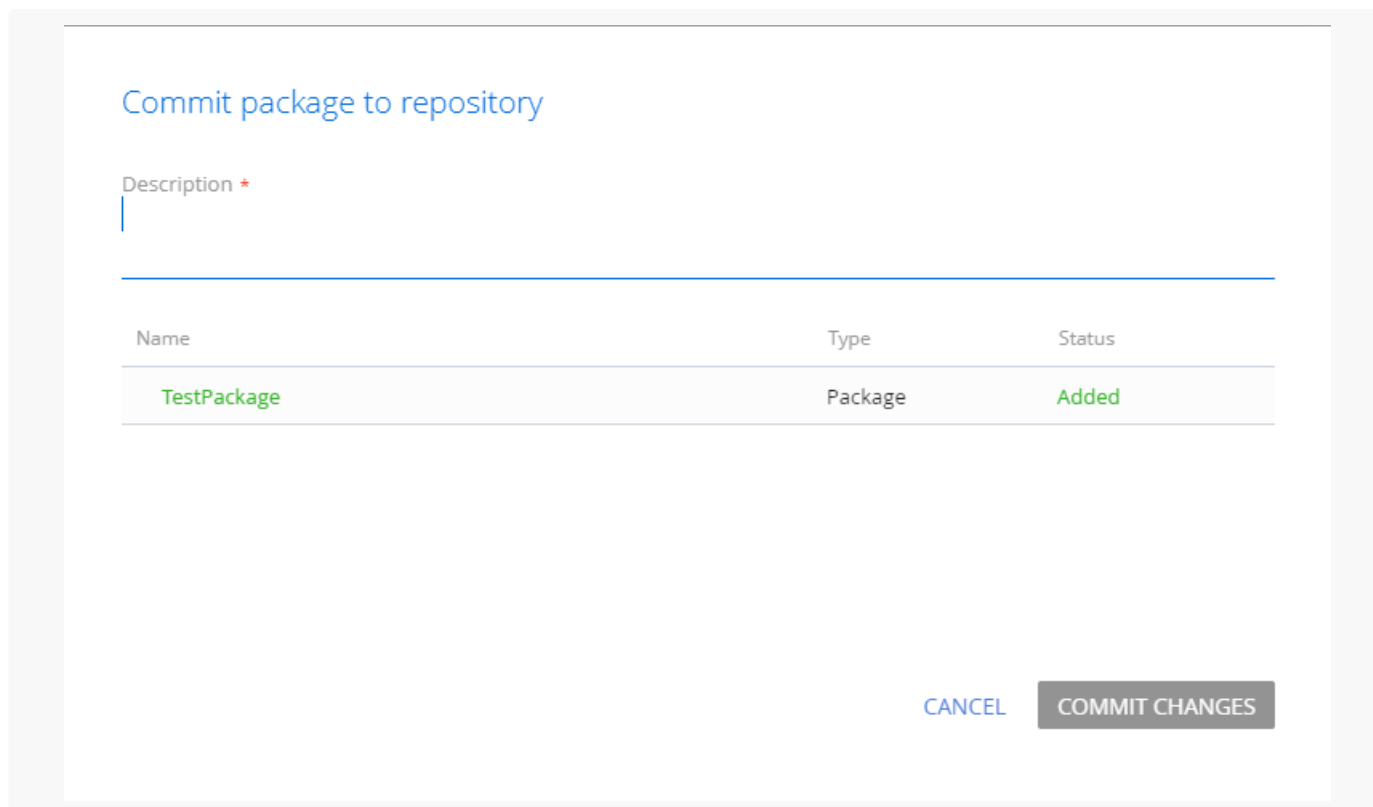 Commit package to repository
Description *
Name Type Status
TestPackage Package Added
CANCEL COMMIT CHANGES